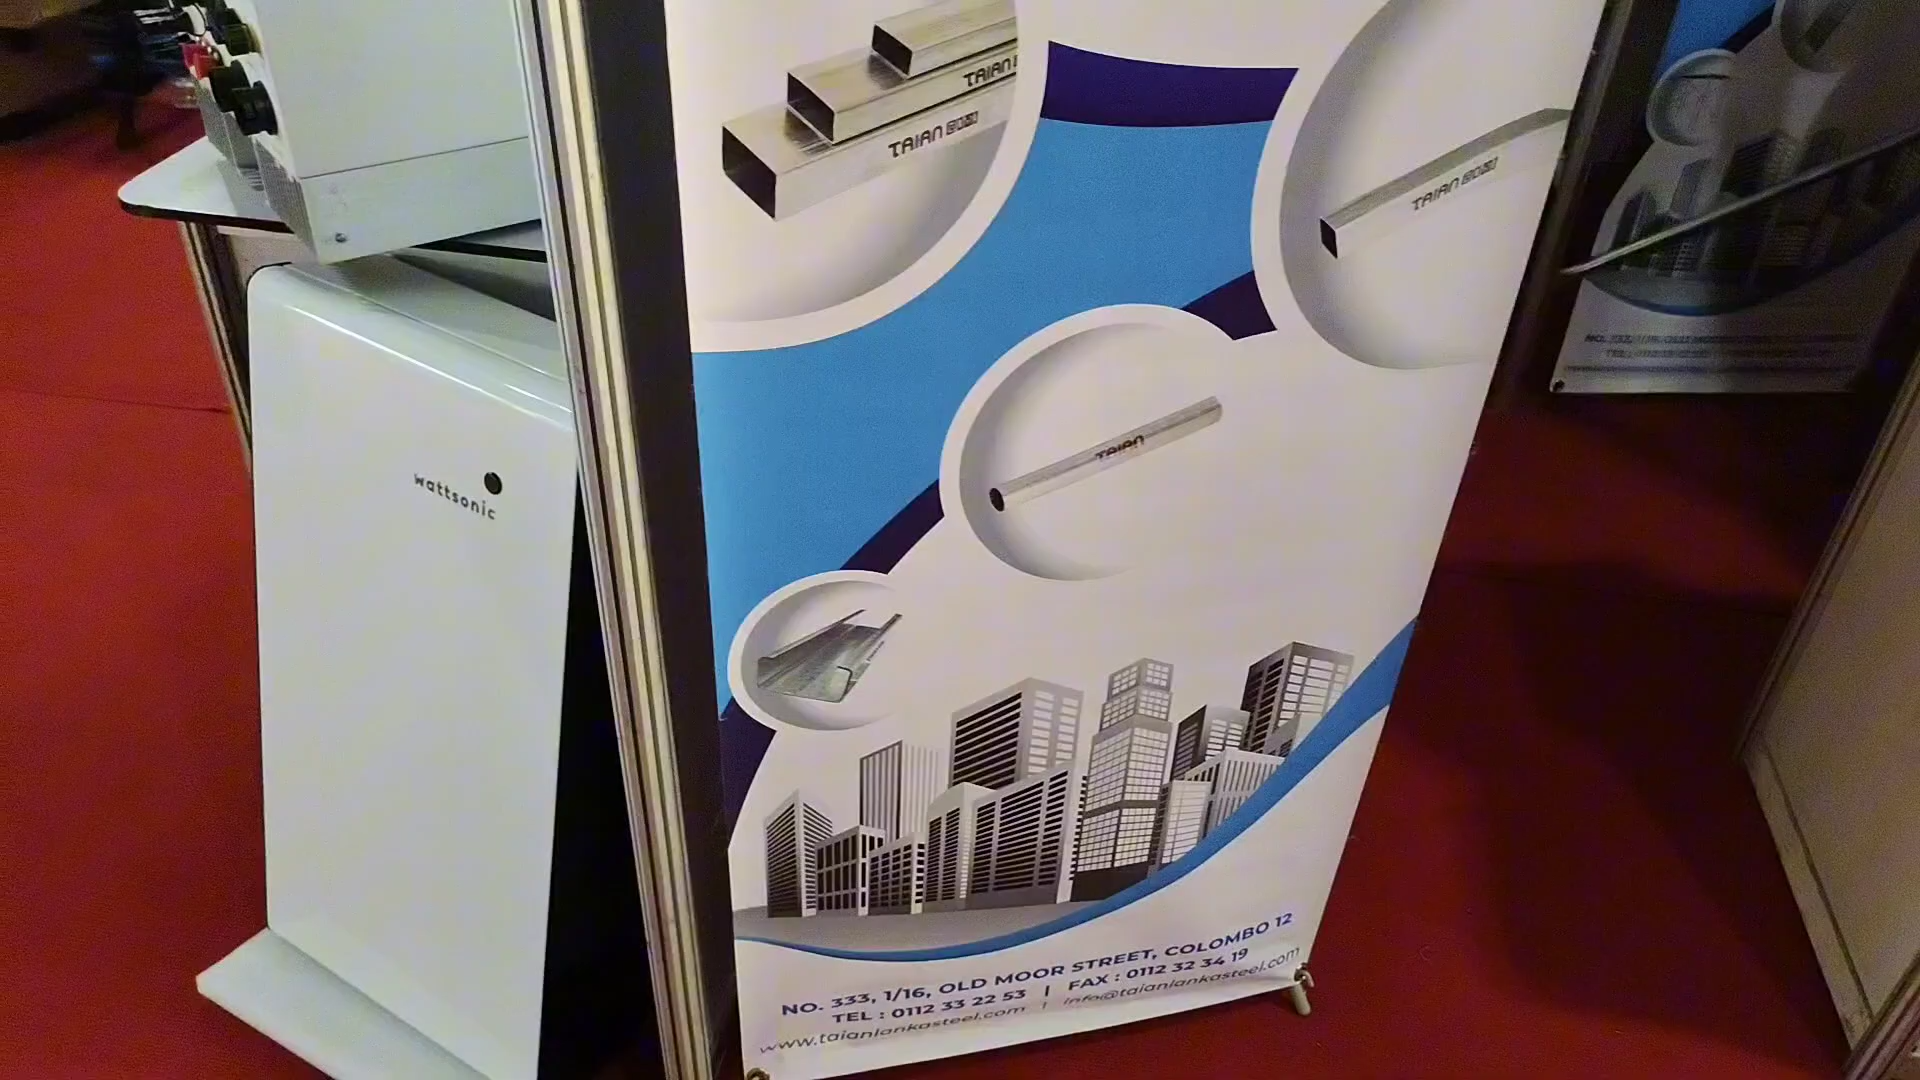 TAIAN
TAIAN
TAIAN
TAIAN
wattsonic
NO. 333, 1/16, OLD MOOR STREET, COLOMBO 12
TEL : 0112 33 22 53 | FAX : 0112 32 34 19
www.taianlankasteel.com | info@taianlankasteel.com